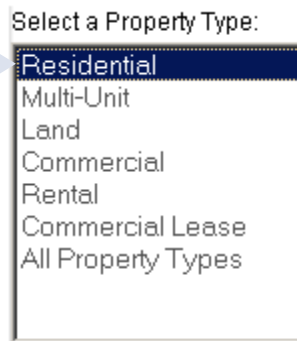 Select a Property Type:
Residential
Multi-Unit
Land
Commercial
Rental
Commercial Lease
All Property Types